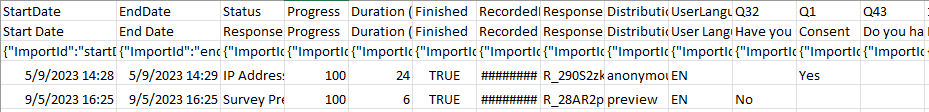 StartDate EndDate Status Progress Duration ( Finished Recorded Response Distributio UserLangu Q32 Q1 Q43
Start Date End Date Response Progress Duration ( Finished Recorded Response Distributio User Lang Have you Consent Do you ha
{"ImportId":"startD {"ImportId":"enc {"ImportIc {"ImportIc {"ImportIc {"ImportIc {"ImportIc {"ImportIc {"ImportIc {"ImportIc {"ImportIc {"ImportIc {"ImportIc
5/9/2023 14:28 5/9/2023 14:29 IP Addres 100 24 TRUE ######## R_290S2zk anonymou EN Yes
9/5/2023 16:25 9/5/2023 16:25 Survey Pre 100 6 TRUE ######## R_28AR2p preview EN No